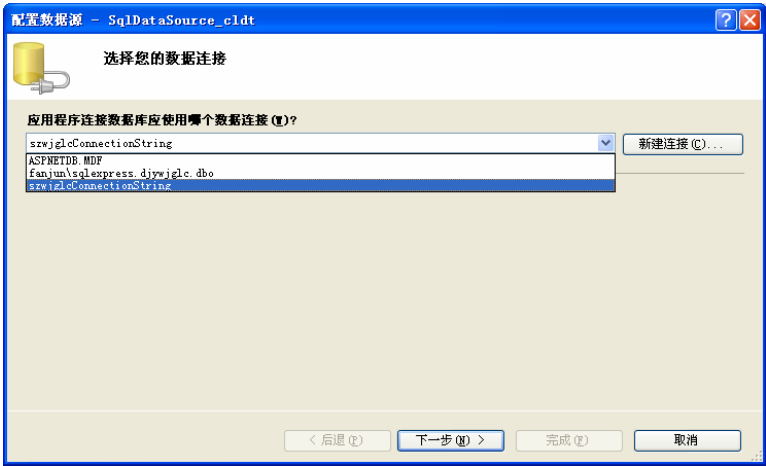 配置数据源 - SqlDataSource_cldt
选择您的数据连接
应用程序连接数据库应使用哪个数据连接(W)?
szwjglcConnectionString
新建连接(C)...
ASPNETDB.MDF
fanjun\sqlexpress.djywjglc.dbo
szwjglcConnectionString
< 后退(P)
下一步(N) >
完成(F)
取消